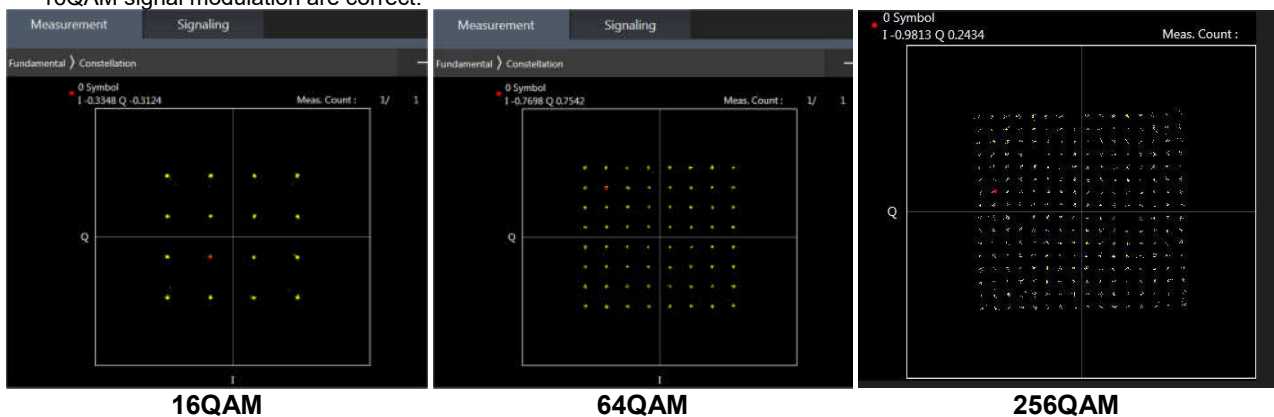 16QAM signal modulation are correct.
Measurement Signaling
Fundamental 〉 Constellation
0 Symbol
I -0.3348 Q -0.3124 Meas. Count : 1/ 1
Q
I
16QAM
Measurement Signaling
Fundamental 〉 Constellation
0 Symbol
I -0.7698 Q 0.7542 Meas. Count : 1/ 1
Q
I
64QAM
0 Symbol
I -0.9813 Q 0.2434 Meas. Count :
Q
256QAM